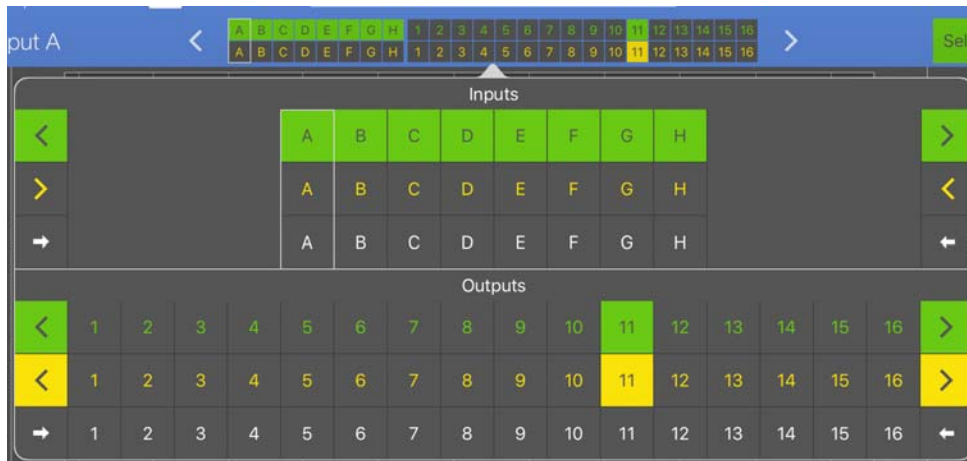 put A
A B C D E F G H 1 2 3 4 5 6 7 8 9 10 11 12 13 14 15 16
A B C D E F G H 1 2 3 4 5 6 7 8 9 10 11 12 13 14 15 16
Sel
Inputs
A B C D E F G H
A B C D E F G H
A B C D E F G H
Outputs
1 2 3 4 5 6 7 8 9 10 11 12 13 14 15 16
1 2 3 4 5 6 7 8 9 10 11 12 13 14 15 16
1 2 3 4 5 6 7 8 9 10 11 12 13 14 15 16